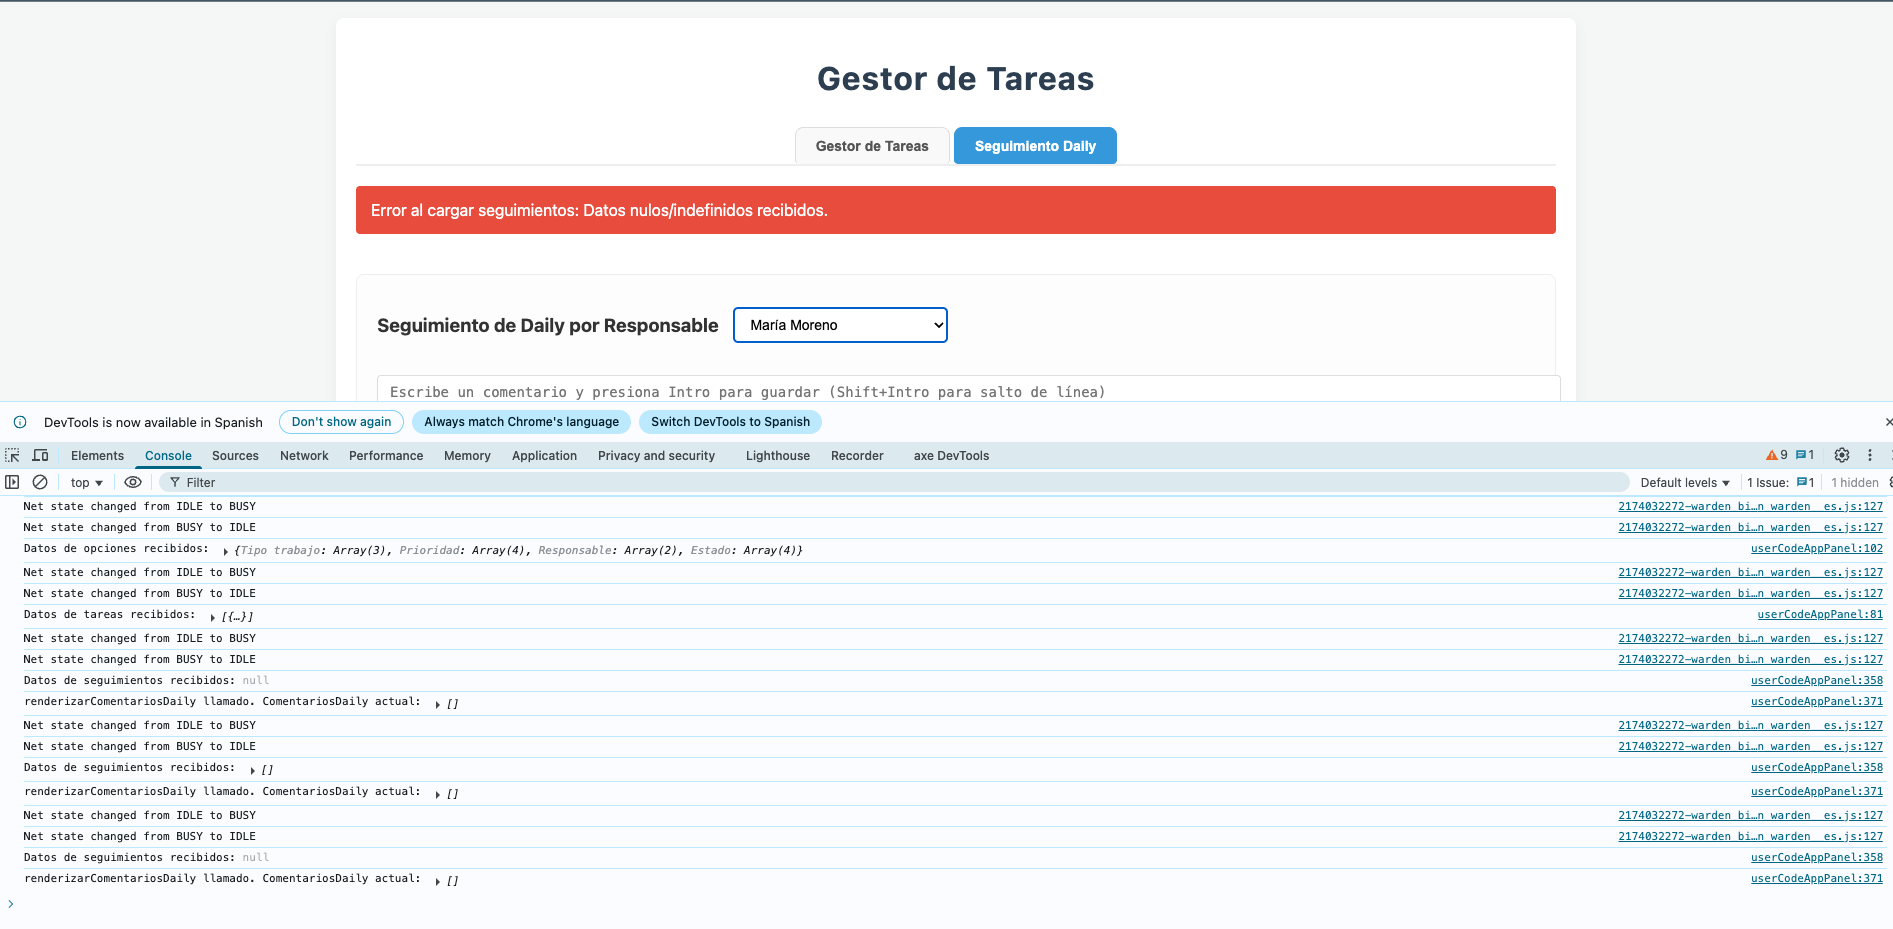 Gestor de Tareas
Gestor de Tareas
Seguimiento Daily
Error al cargar seguimientos: Datos nulos/indefinidos recibidos.
Seguimiento de Daily por Responsable
María Moreno
Escribe un comentario y presiona Intro para guardar (Shift+Intro para salto de línea)
DevTools is now available in Spanish
Don't show again
Always match Chrome's language
Switch DevTools to Spanish
Elements
Console
Sources
Network
Performance
Memory
Application
Privacy and security
Lighthouse
Recorder
axe DevTools
9
1
top
Filter
Default levels
1 Issue: 1
1 hidden
Net state changed from IDLE to BUSY 2174032272-warden_bi…n_warden__es.js:127
Net state changed from BUSY to IDLE 2174032272-warden_bi…n_warden__es.js:127
Datos de opciones recibidos: {Tipo trabajo: Array(3), Prioridad: Array(4), Responsable: Array(2), Estado: Array(4)} userCodeAppPanel:102
Net state changed from IDLE to BUSY 2174032272-warden_bi…n_warden__es.js:127
Net state changed from BUSY to IDLE 2174032272-warden_bi…n_warden__es.js:127
Datos de tareas recibidos: [{…}] userCodeAppPanel:81
Net state changed from IDLE to BUSY 2174032272-warden_bi…n_warden__es.js:127
Net state changed from BUSY to IDLE 2174032272-warden_bi…n_warden__es.js:127
Datos de seguimientos recibidos: null userCodeAppPanel:358
renderizarComentariosDaily llamado. ComentariosDaily actual: [] userCodeAppPanel:371
Net state changed from IDLE to BUSY 2174032272-warden_bi…n_warden__es.js:127
Net state changed from BUSY to IDLE 2174032272-warden_bi…n_warden__es.js:127
Datos de seguimientos recibidos: [] userCodeAppPanel:358
renderizarComentariosDaily llamado. ComentariosDaily actual: [] userCodeAppPanel:371
Net state changed from IDLE to BUSY 2174032272-warden_bi…n_warden__es.js:127
Net state changed from BUSY to IDLE 2174032272-warden_bi…n_warden__es.js:127
Datos de seguimientos recibidos: null userCodeAppPanel:358
renderizarComentariosDaily llamado. ComentariosDaily actual: [] userCodeAppPanel:371